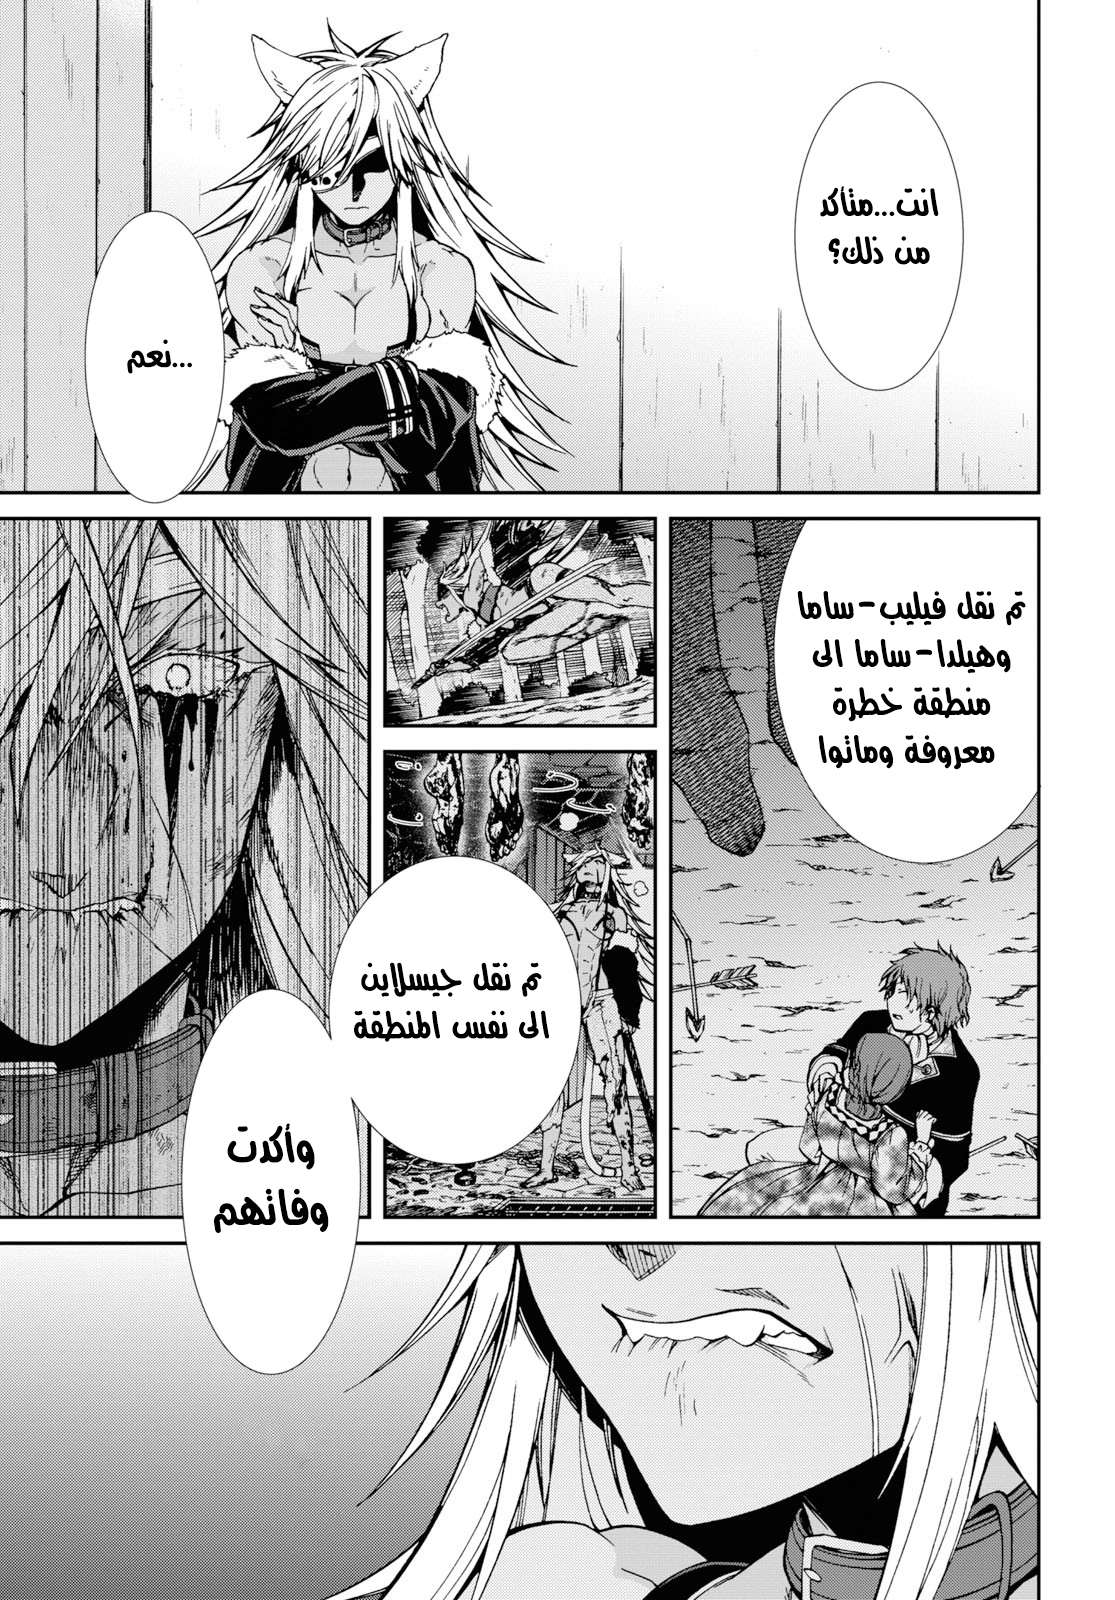 انت...متأكد
من ذلك؟
...نعم
تم نقل فيليب-ساما
وهيلدا-ساما الى
منطقة خطرة
معروفة وماتوا
تم نقل جيسلاين
الى نفس المنطقة
وأكدت
وفاتهم